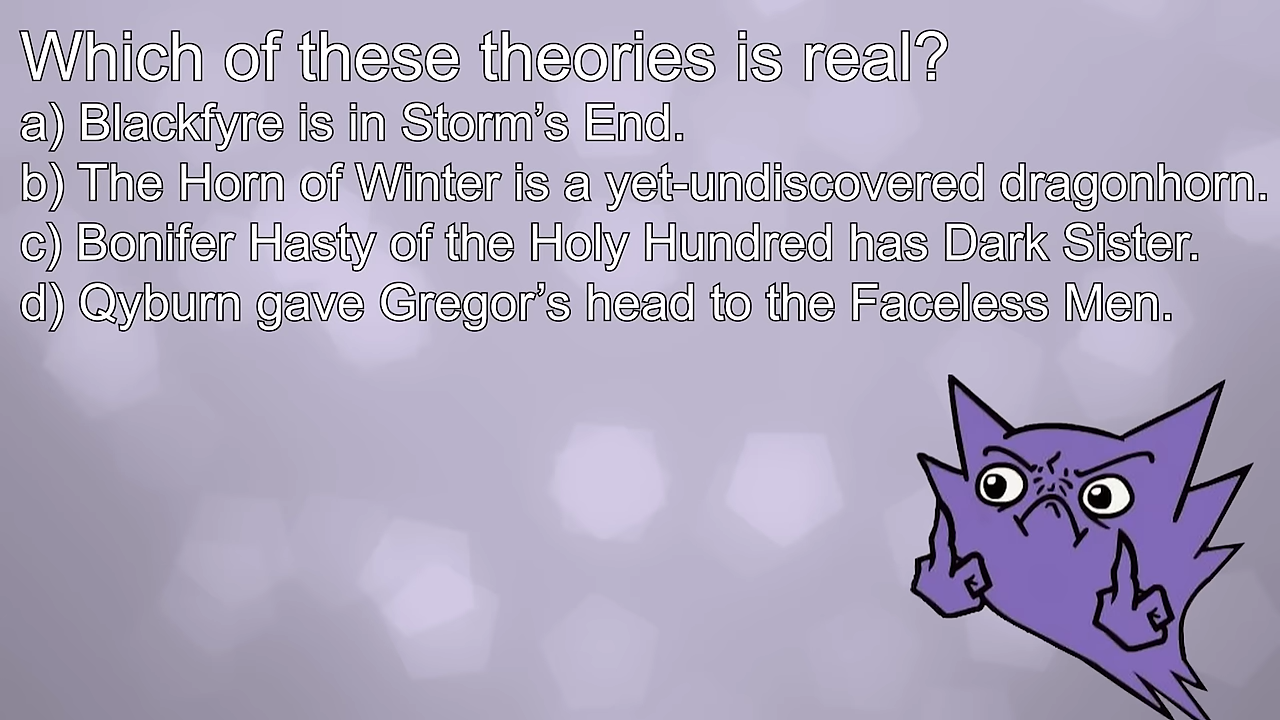 Which of these theories is real?
a) Blackfyre is in Storm’s End.
b) The Horn of Winter is a yet-undiscovered dragonhorn.
c) Bonifer Hasty of the Holy Hundred has Dark Sister.
d) Qyburn gave Gregor’s head to the Faceless Men.